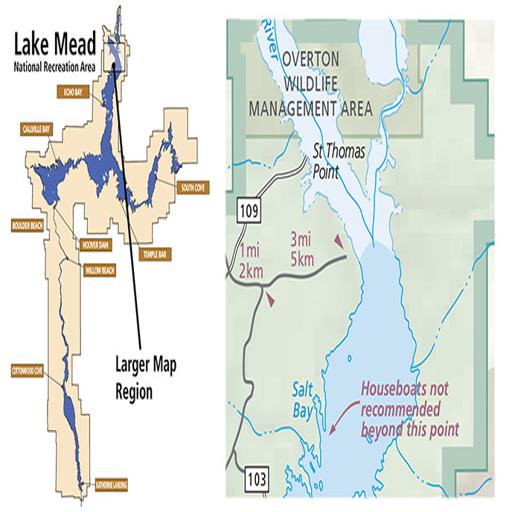 Lake Mead
National Recreation Area
ECHO BAY
CALLVILLE BAY
SOUTH COVE
BOULDER BEACH
HOOVER DAM
TEMPLE BAR
WILLOW BEACH
COTTONWOOD COVE
KATHERINE LANDING
Larger Map
Region
River
OVERTON
WILDLIFE
MANAGEMENT AREA
St Thomas
Point
109
3mi
5km
1mi
2km
Salt
Bay
Houseboats not
recommended
beyond this point
103